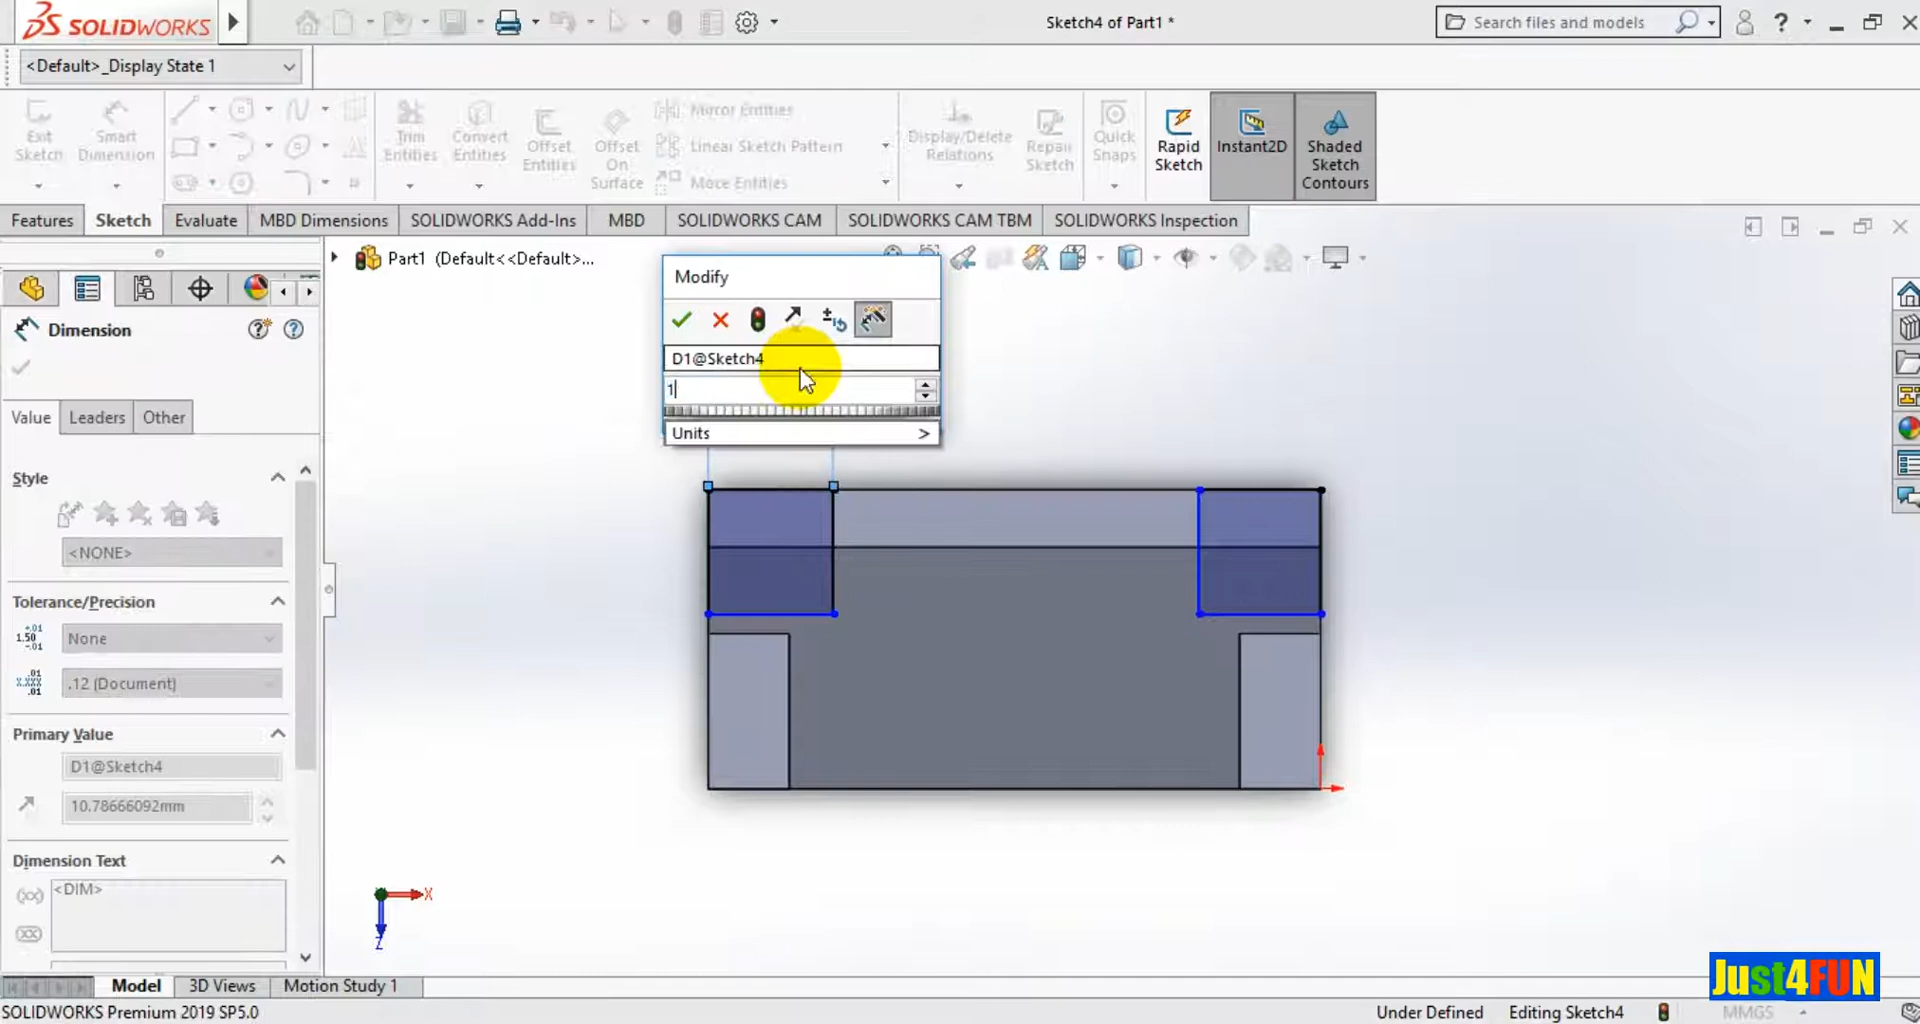 SOLIDWORKS
Sketch4 of Part1 *
Search files and models
<Default>_Display State 1
Exit Sketch
Smart Dimension
Trim Entities
Convert Entities
Offset Entities
Offset On Surface
Mirror Entities
Linear Sketch Pattern
Move Entities
Display/Delete Relations
Repair Sketch
Quick Snaps
Rapid Sketch
Instant2D
Shaded Sketch Contours
Features
Sketch
Evaluate
MBD Dimensions
SOLIDWORKS Add-Ins
MBD
SOLIDWORKS CAM
SOLIDWORKS CAM TBM
SOLIDWORKS Inspection
Part1 (Default<<Default>...
Modify
D1@Sketch4
1
Units >
Dimension
Value
Leaders
Other
Style
<NONE>
Tolerance/Precision
None
.12 (Document)
Primary Value
D1@Sketch4
10.78666092mm
Dimension Text
<DIM>
X
Z
Model
3D Views
Motion Study 1
SOLIDWORKS Premium 2019 SP5.0
Under Defined
Editing Sketch4
MMGS
Just4FUN